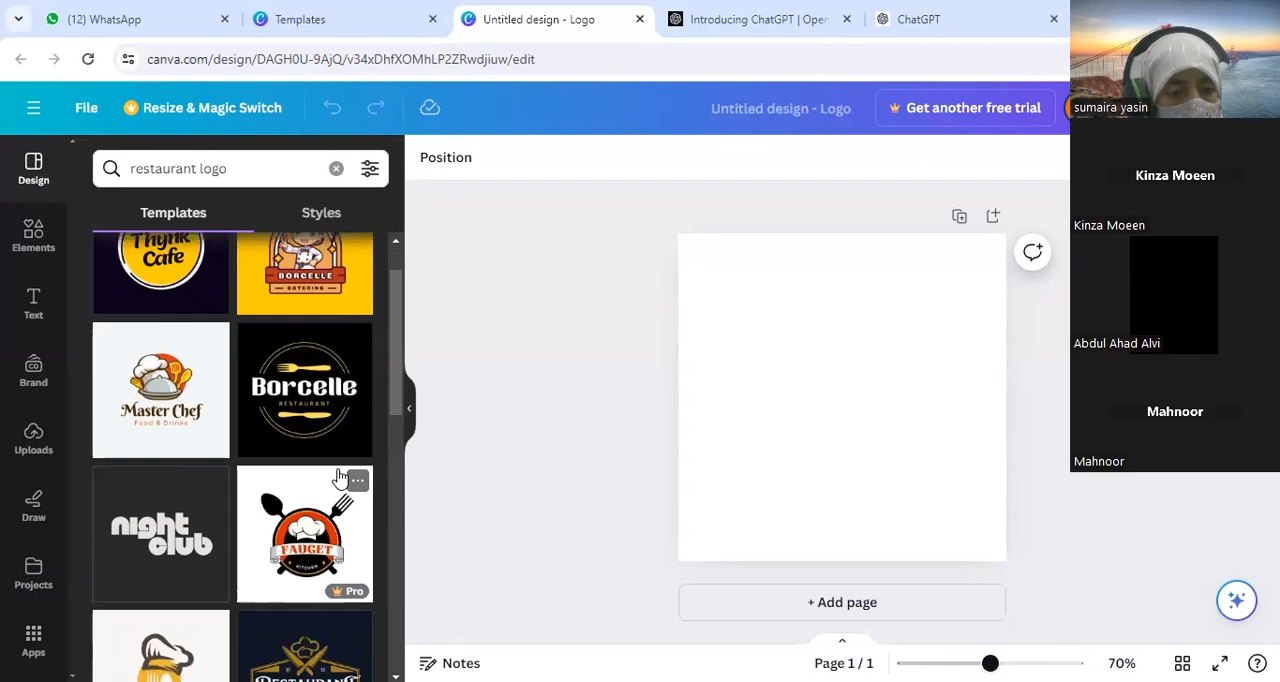 (12) WhatsApp
Templates
Untitled design - Logo
Introducing ChatGPT | Open
ChatGPT
canva.com/design/DAGH0U-9AjQ/v34xDhfXOMhLP2ZRwdjiuw/edit
File
Resize & Magic Switch
Untitled design - Logo
Get another free trial
sumaira yasin
Design
restaurant logo
Position
Templates
Styles
Kinza Moeen
Kinza Moeen
Elements
Thynk
Cafe
BORCELLE
CATERING
Text
Abdul Ahad Alvi
Brand
Master Chef
Food & Drinks
Borcelle
RESTAURANT
Mahnoor
Mahnoor
Uploads
Draw
night
club
FAUGET
KITCHEN
Pro
Projects
+ Add page
Apps
RESTAURANT
Notes
Page 1 / 1
70%